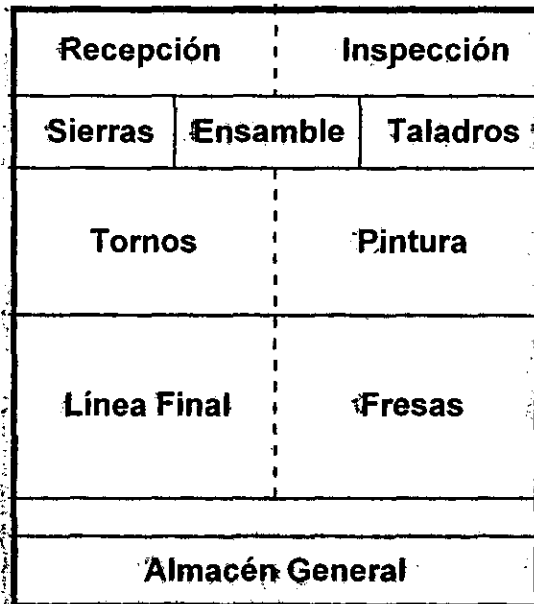 Recepción Inspección
Sierras Ensamble Taladros
Tornos Pintura
Línea Final Fresas
Almacén General